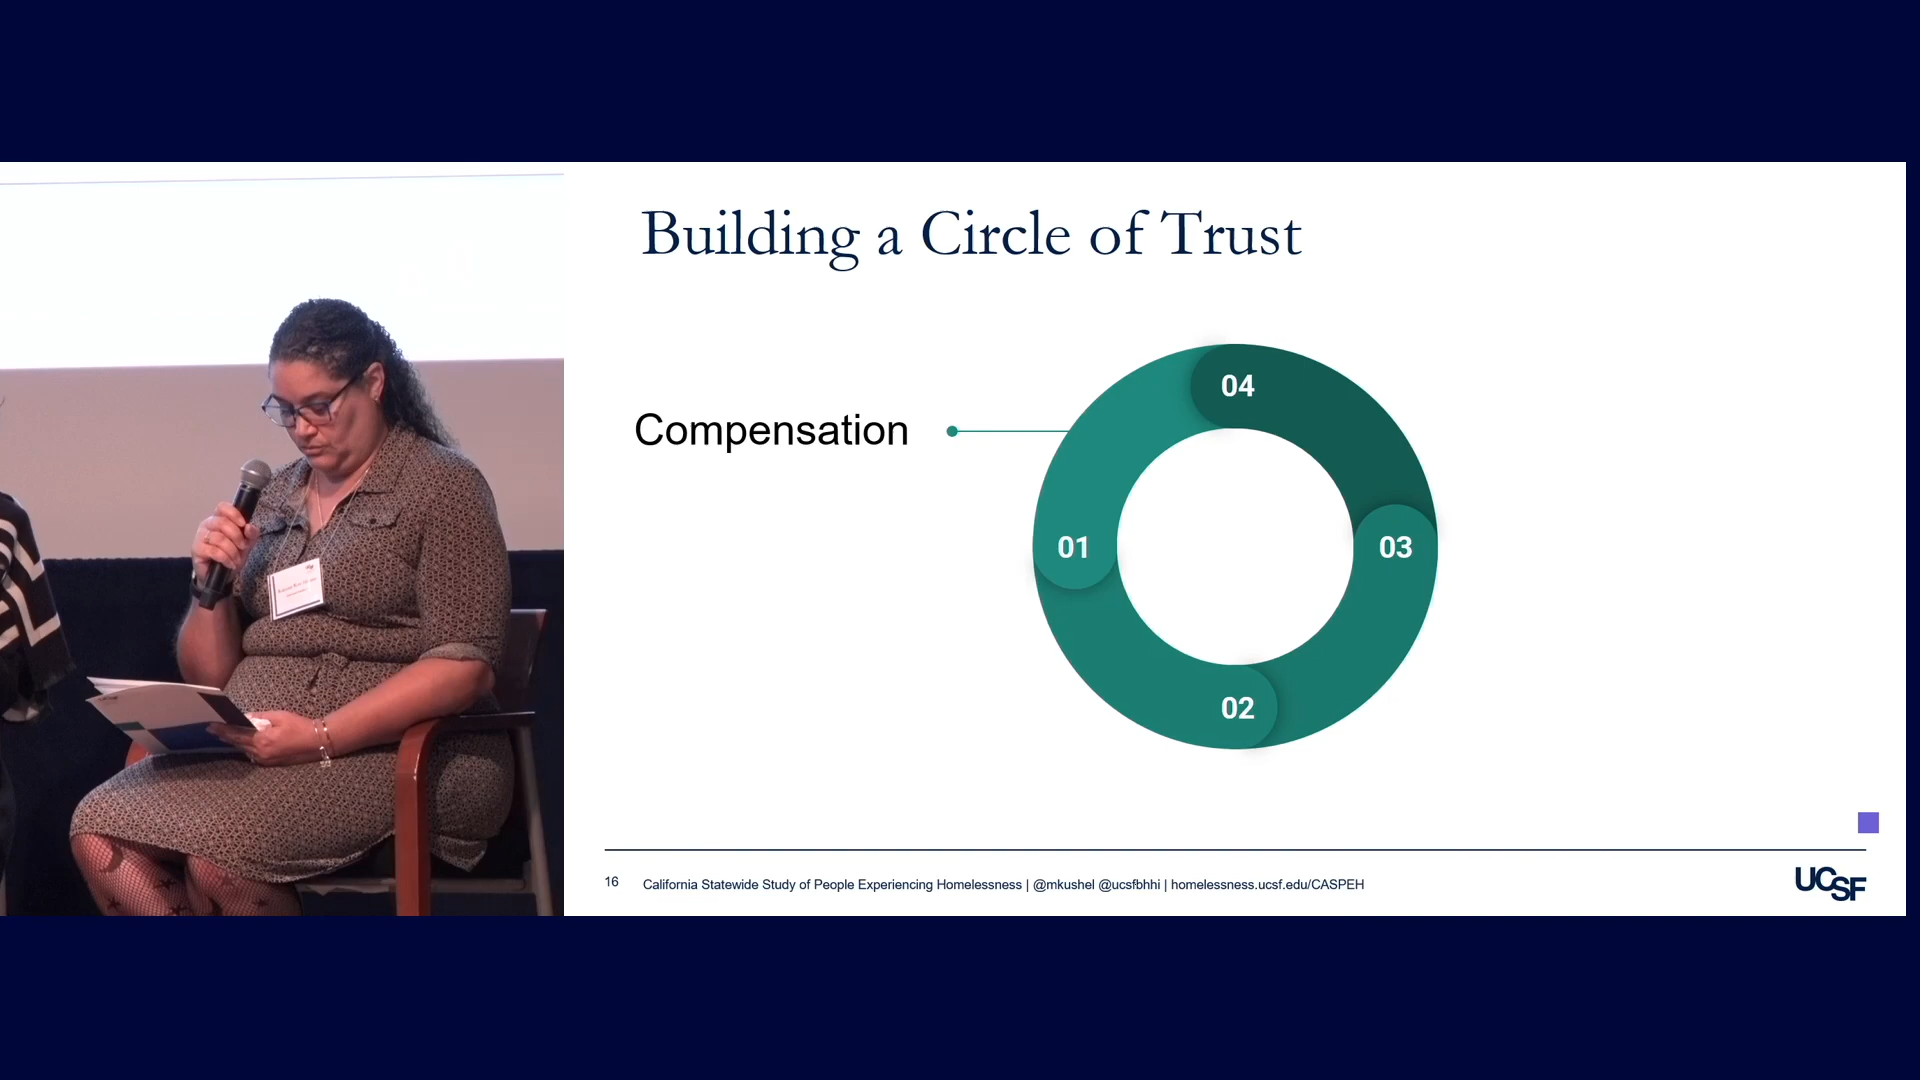 Building a Circle of Trust
Compensation
04
01
03
02
16
California Statewide Study of People Experiencing Homelessness | @mkushel @ucsfbhhi | homelessness.ucsf.edu/CASPEH
UCSF